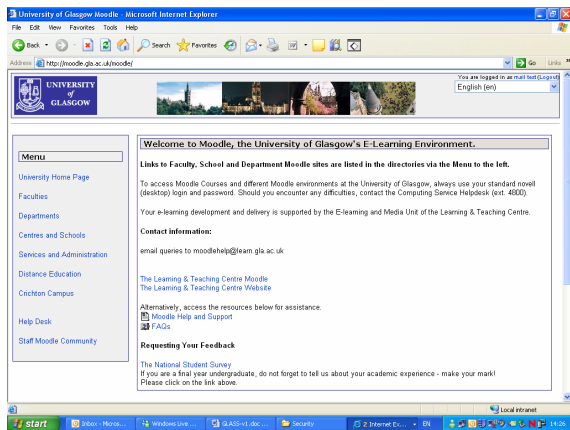 University of Glasgow Moodle - Microsoft Internet Explorer
File Edit View Favorites Tools Help
Back Search Favorites
Address http://moodle.gla.ac.uk/moodle/ Go Links
You are logged in as mail test (Logout)
UNIVERSITY
of
GLASGOW
English (en)
Menu
University Home Page
Faculties
Departments
Centres and Schools
Services and Administration
Distance Education
Crichton Campus
Help Desk
Staff Moodle Community
Welcome to Moodle, the University of Glasgow's E-Learning Environment.
Links to Faculty, School and Department Moodle sites are listed in the directories via the Menu to the left.
To access Moodle Courses and different Moodle environments at the University of Glasgow, always use your standard novell
(desktop) login and password. Should you encounter any difficulties, contact the Computing Service Helpdesk (ext. 4800).
Your e-learning development and delivery is supported by the E-learning and Media Unit of the Learning & Teaching Centre.
Contact information:
email queries to moodlehelp@learn.gla.ac.uk
The Learning & Teaching Centre Moodle
The Learning & Teaching Centre Website
Alternatively, access the resources below for assistance.
Moodle Help and Support
FAQs
Requesting Your Feedback
The National Student Survey
If you are a final year undergraduate, do not forget to tell us about your academic experience - make your mark!
Please click on the link above.
Local intranet
start Inbox - Micros... Windows Live ... GLASS-v1.doc ... Security 2 Internet Ex... EN 14:26